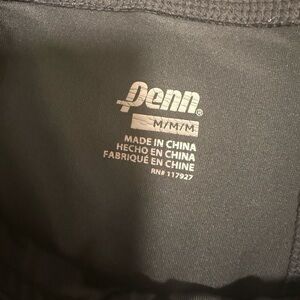 Penn®
M/M/M
MADE IN CHINA
HECHO EN CHINA
FABRIQUÉ EN CHINE
RN# 117927